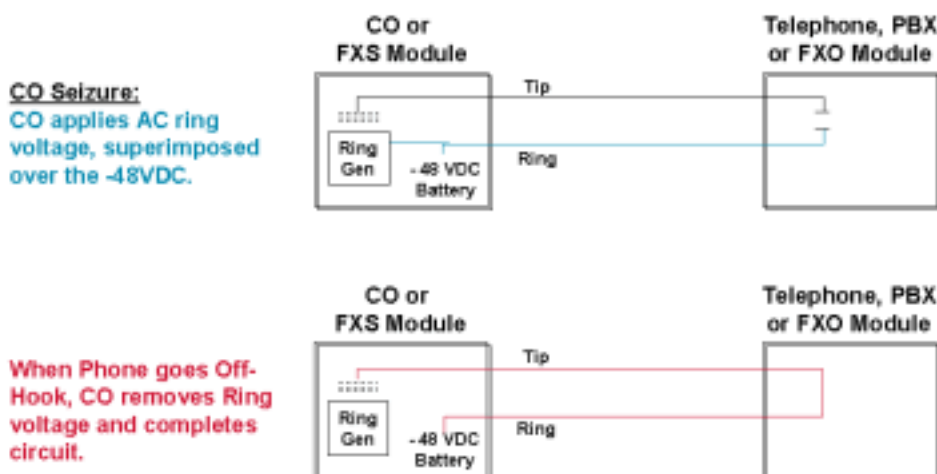 CO or
FXS Module
Telephone, PBX
or FXO Module
CO Seizure:
CO applies AC ring
voltage, superimposed
over the -48VDC.
Tip
Ring
Gen
- 48 VDC
Battery
Ring
CO or
FXS Module
Telephone, PBX
or FXO Module
When Phone goes Off-
Hook, CO removes Ring
voltage and completes
circuit.
Tip
Ring
Gen
- 48 VDC
Battery
Ring